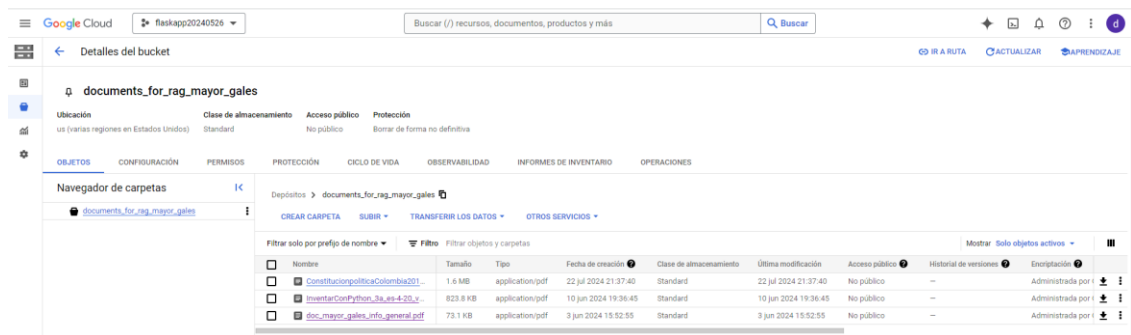 Google Cloud
flaskapp20240526
Buscar (/) recursos, documentos, productos y más
Buscar
d
Detalles del bucket
IR A RUTA
ACTUALIZAR
APRENDIZAJE
documents_for_rag_mayor_gales
Ubicación Clase de almacenamiento Acceso público Protección
us (varias regiones en Estados Unidos) Standard No público Borrar de forma no definitiva
OBJETOS CONFIGURACIÓN PERMISOS PROTECCIÓN CICLO DE VIDA OBSERVABILIDAD INFORMES DE INVENTARIO OPERACIONES
Navegador de carpetas
documents_for_rag_mayor_gales
Depósitos > documents_for_rag_mayor_gales
CREAR CARPETA SUBIR TRANSFERIR LOS DATOS OTROS SERVICIOS
Filtrar solo por prefijo de nombre Filtro Filtrar objetos y carpetas Mostrar Solo objetos activos
Nombre Tamaño Tipo Fecha de creación Clase de almacenamiento Última modificación Acceso público Historial de versiones Encriptación
ConstitucionpoliticaColombia201... 1.6 MB application/pdf 22 jul 2024 21:37:40 Standard 22 jul 2024 21:37:40 No público — Administrada por
InventarConPython_3a_es-4-20_v... 823.8 KB application/pdf 10 jun 2024 19:36:45 Standard 10 jun 2024 19:36:45 No público — Administrada por
doc_mayor_gales_info_general.pdf 73.1 KB application/pdf 3 jun 2024 15:52:55 Standard 3 jun 2024 15:52:55 No público — Administrada por